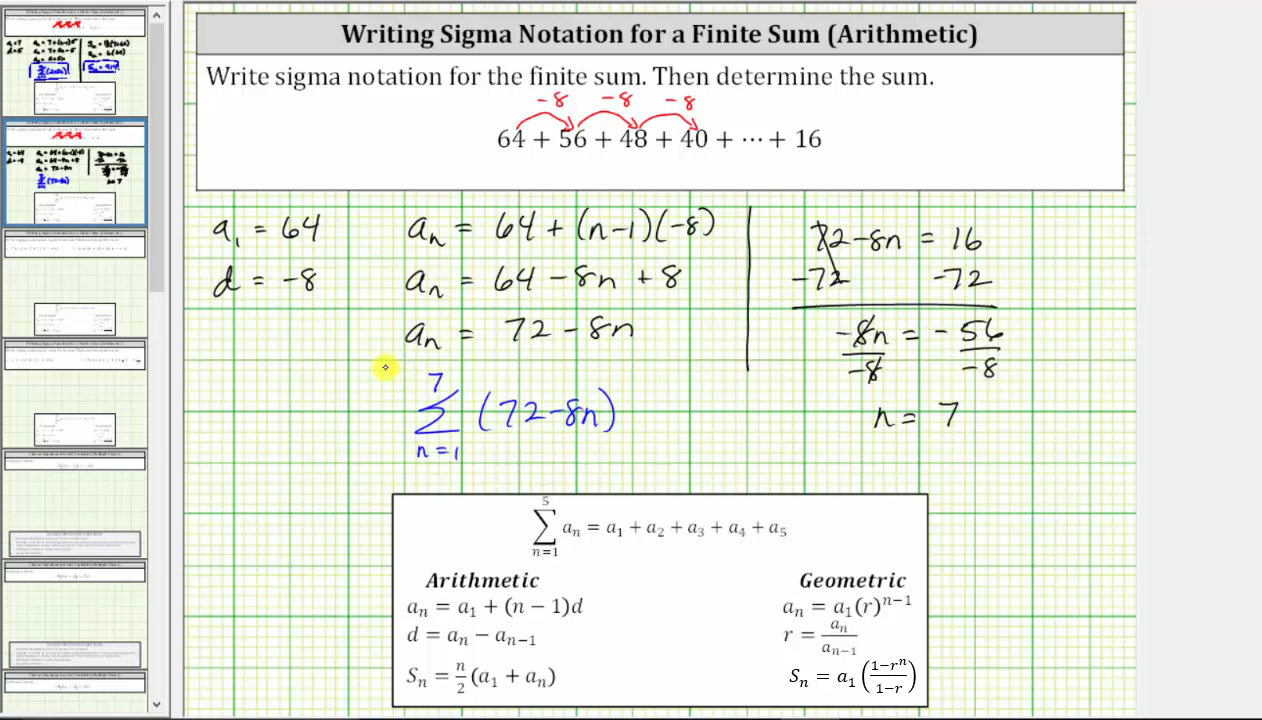 Writing Sigma Notation for a Finite Sum (Arithmetic)
Write sigma notation for the finite sum. Then determine the sum.
-8 -8 -8
64 + 56 + 48 + 40 + ⋯ + 16
a₁ = 64
d = -8
aₙ = 64 + (n-1)(-8)
aₙ = 64 - 8n + 8
aₙ = 72 - 8n
7
∑ (72-8n)
n=1
72-8n = 16
-72 -72
-8n = -56
-8 -8
n = 7
5
∑ aₙ = a₁ + a₂ + a₃ + a₄ + a₅
n=1
Arithmetic
aₙ = a₁ + (n − 1)d
d = aₙ − aₙ₋₁
Sₙ = n/2 (a₁ + aₙ)
Geometric
aₙ = a₁(r)ⁿ⁻¹
r = aₙ/aₙ₋₁
Sₙ = a₁ ((1−rⁿ)/(1−r))